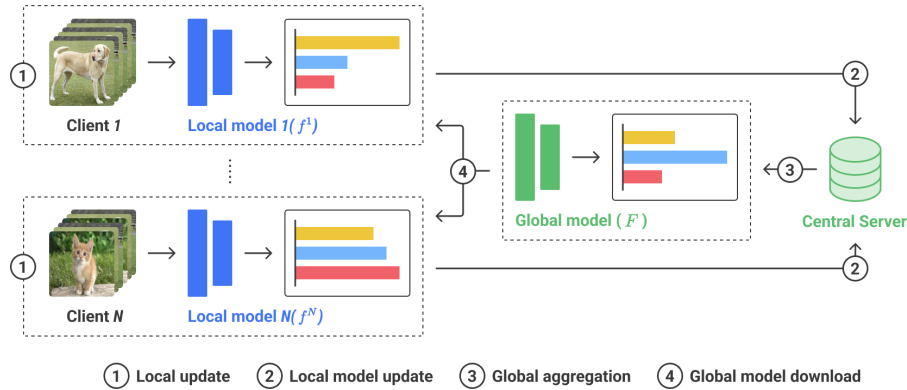 1
Client 1
Local model 1(f¹)
2
4
Global model ( F )
3
Central Server
1
Client N
Local model N(f^N)
2
1 Local update
2 Local model update
3 Global aggregation
4 Global model download